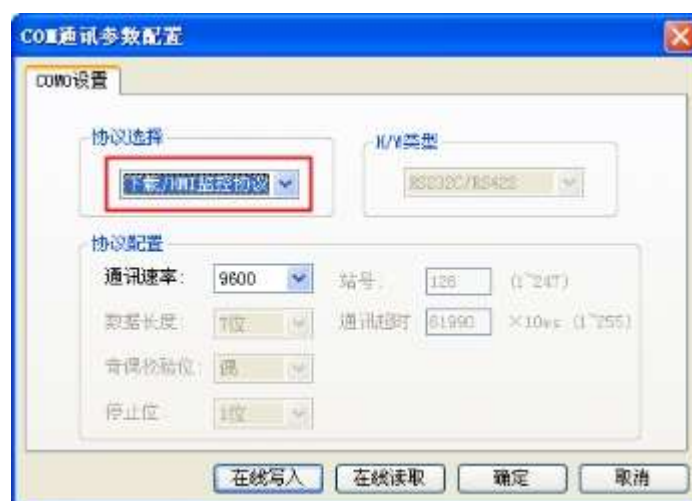 COM通讯参数配置
COM0设置
协议选择
H/W类型
下载/HMI监控协议
RS232C/RS422
协议配置
通讯速率: 9600 站号: 126 (1~247)
数据长度: 7位 通讯超时 61990 ×10ms (1~255)
奇偶校验位: 偶
停止位 1位
在线写入 在线读取 确定 取消